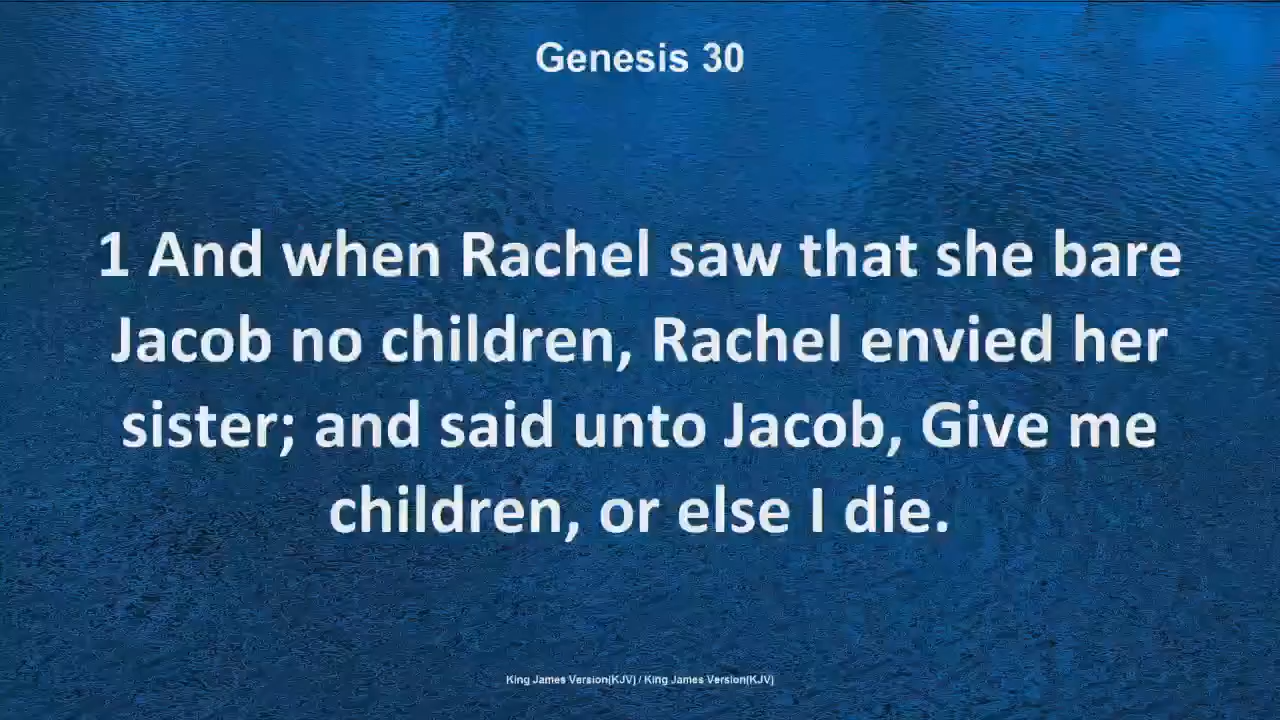 Genesis 30
1 And when Rachel saw that she bare
Jacob no children, Rachel envied her
sister; and said unto Jacob, Give me
children, or else I die.
King James Version(KJV) / King James Version(KJV)